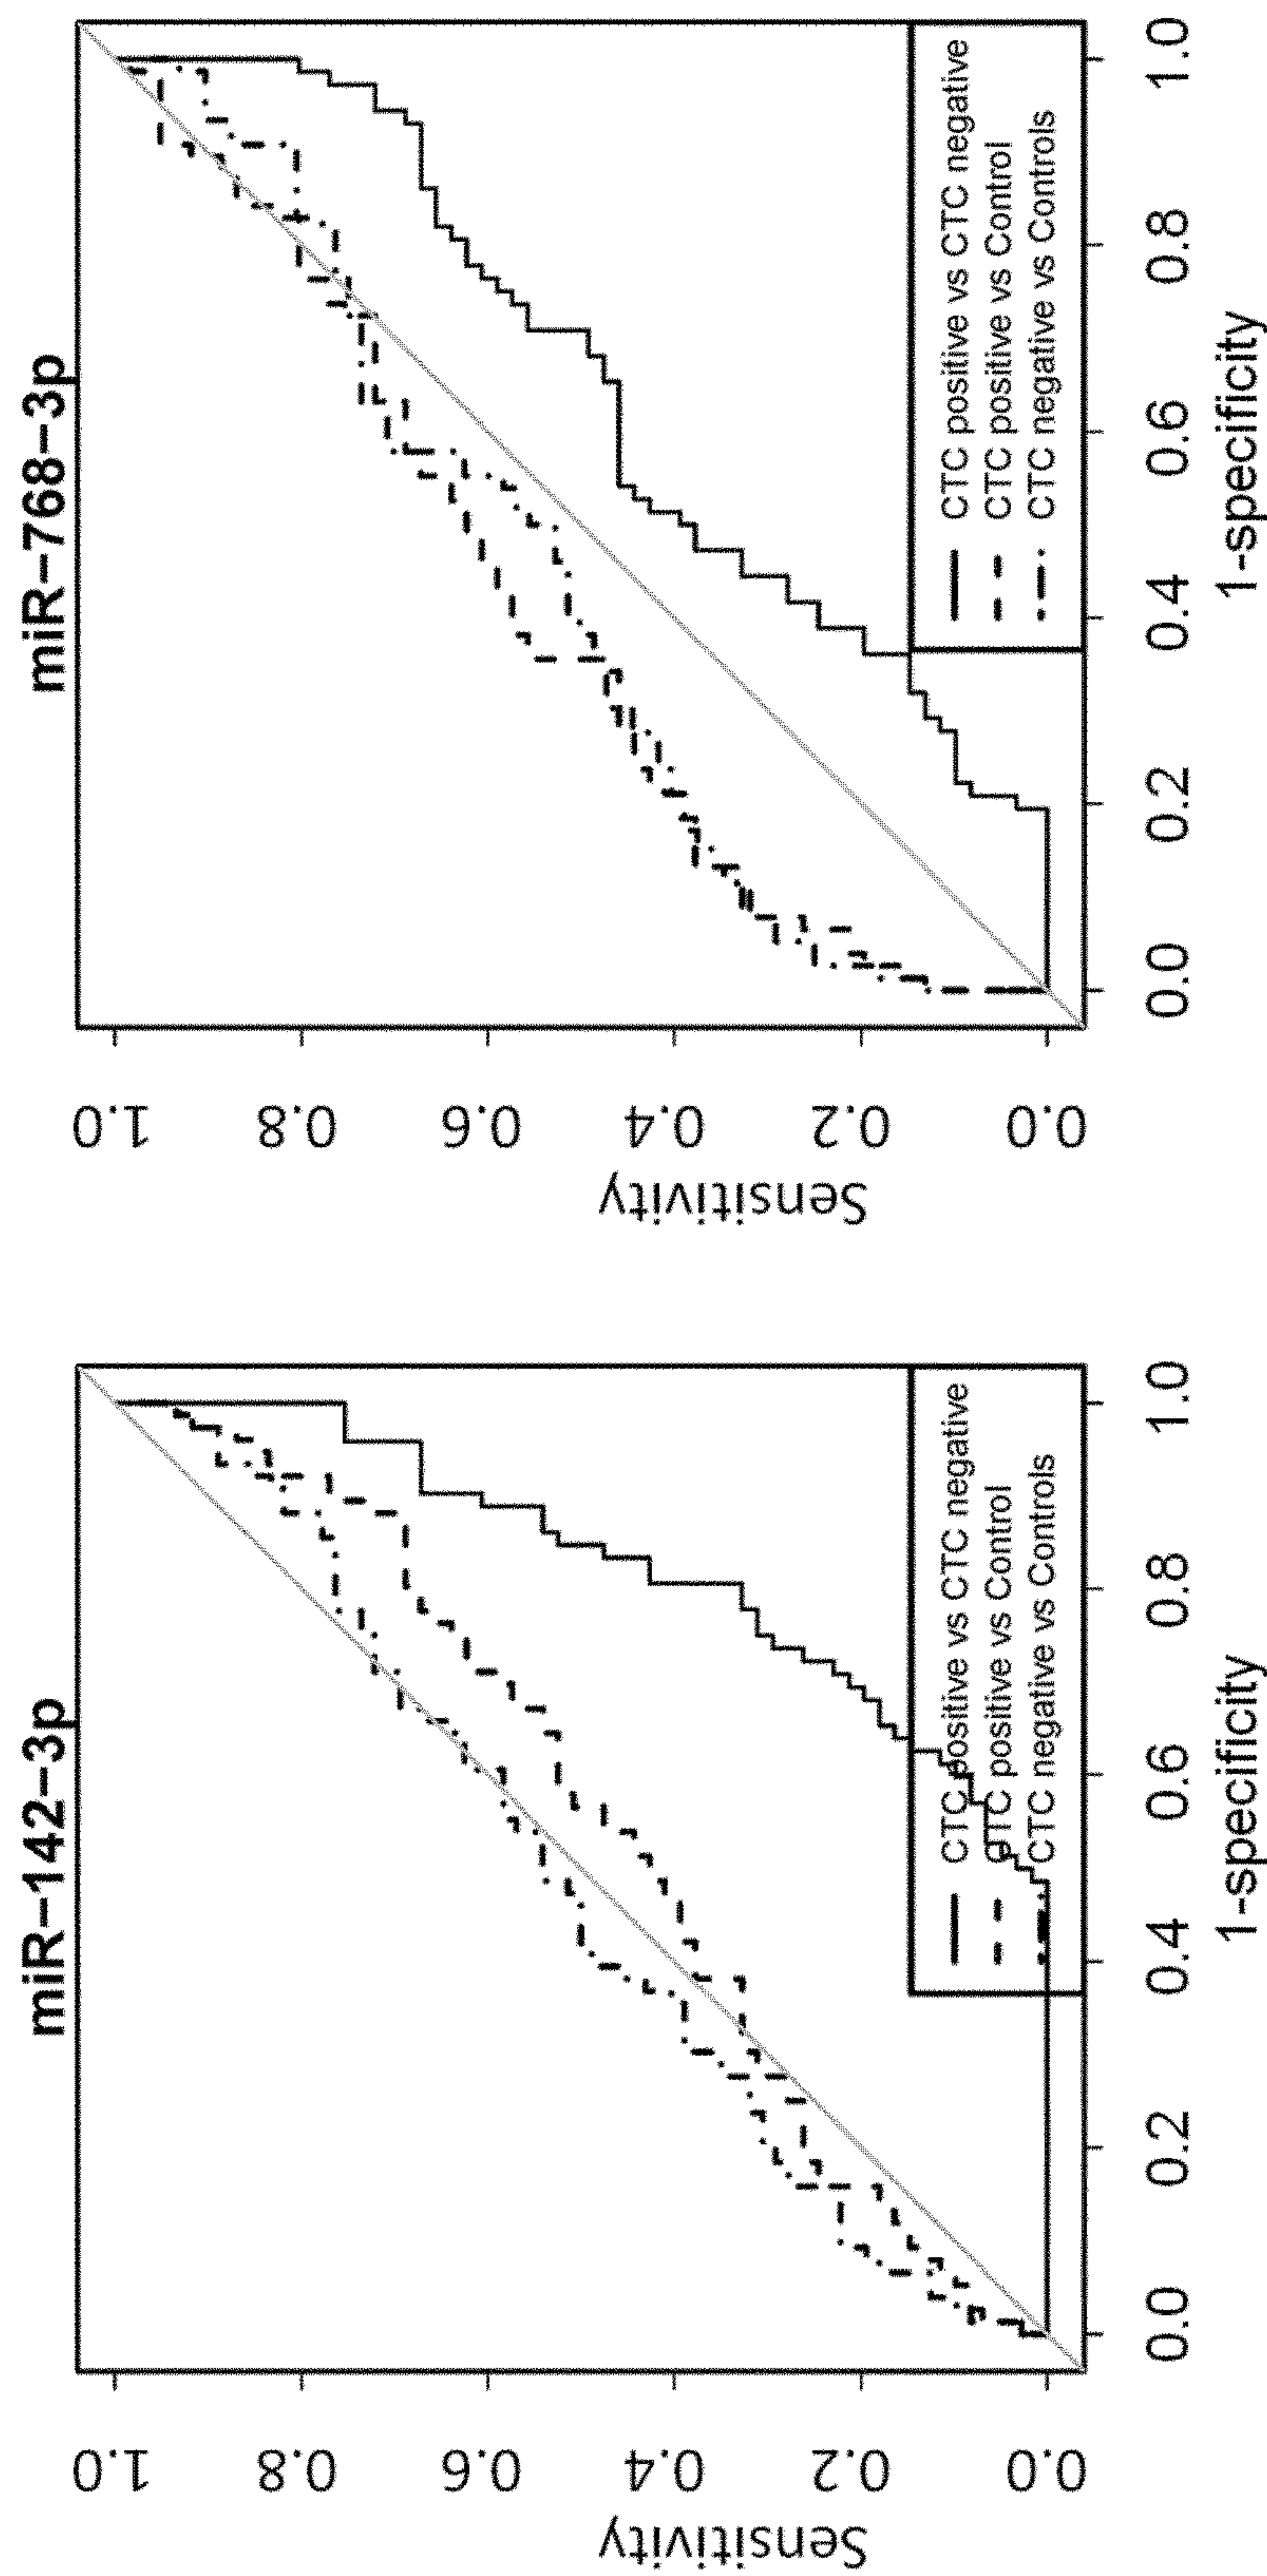 miR−142−3p
Sensitivity
1.0
0.8
0.6
0.4
0.2
0.0
CTC positive vs CTC negative
CTC positive vs Control
CTC negative vs Controls
0.0 0.2 0.4 0.6 0.8 1.0
1-specificity
miR−768−3p
Sensitivity
1.0
0.8
0.6
0.4
0.2
0.0
CTC positive vs CTC negative
CTC positive vs Control
CTC negative vs Controls
0.0 0.2 0.4 0.6 0.8 1.0
1-specificity